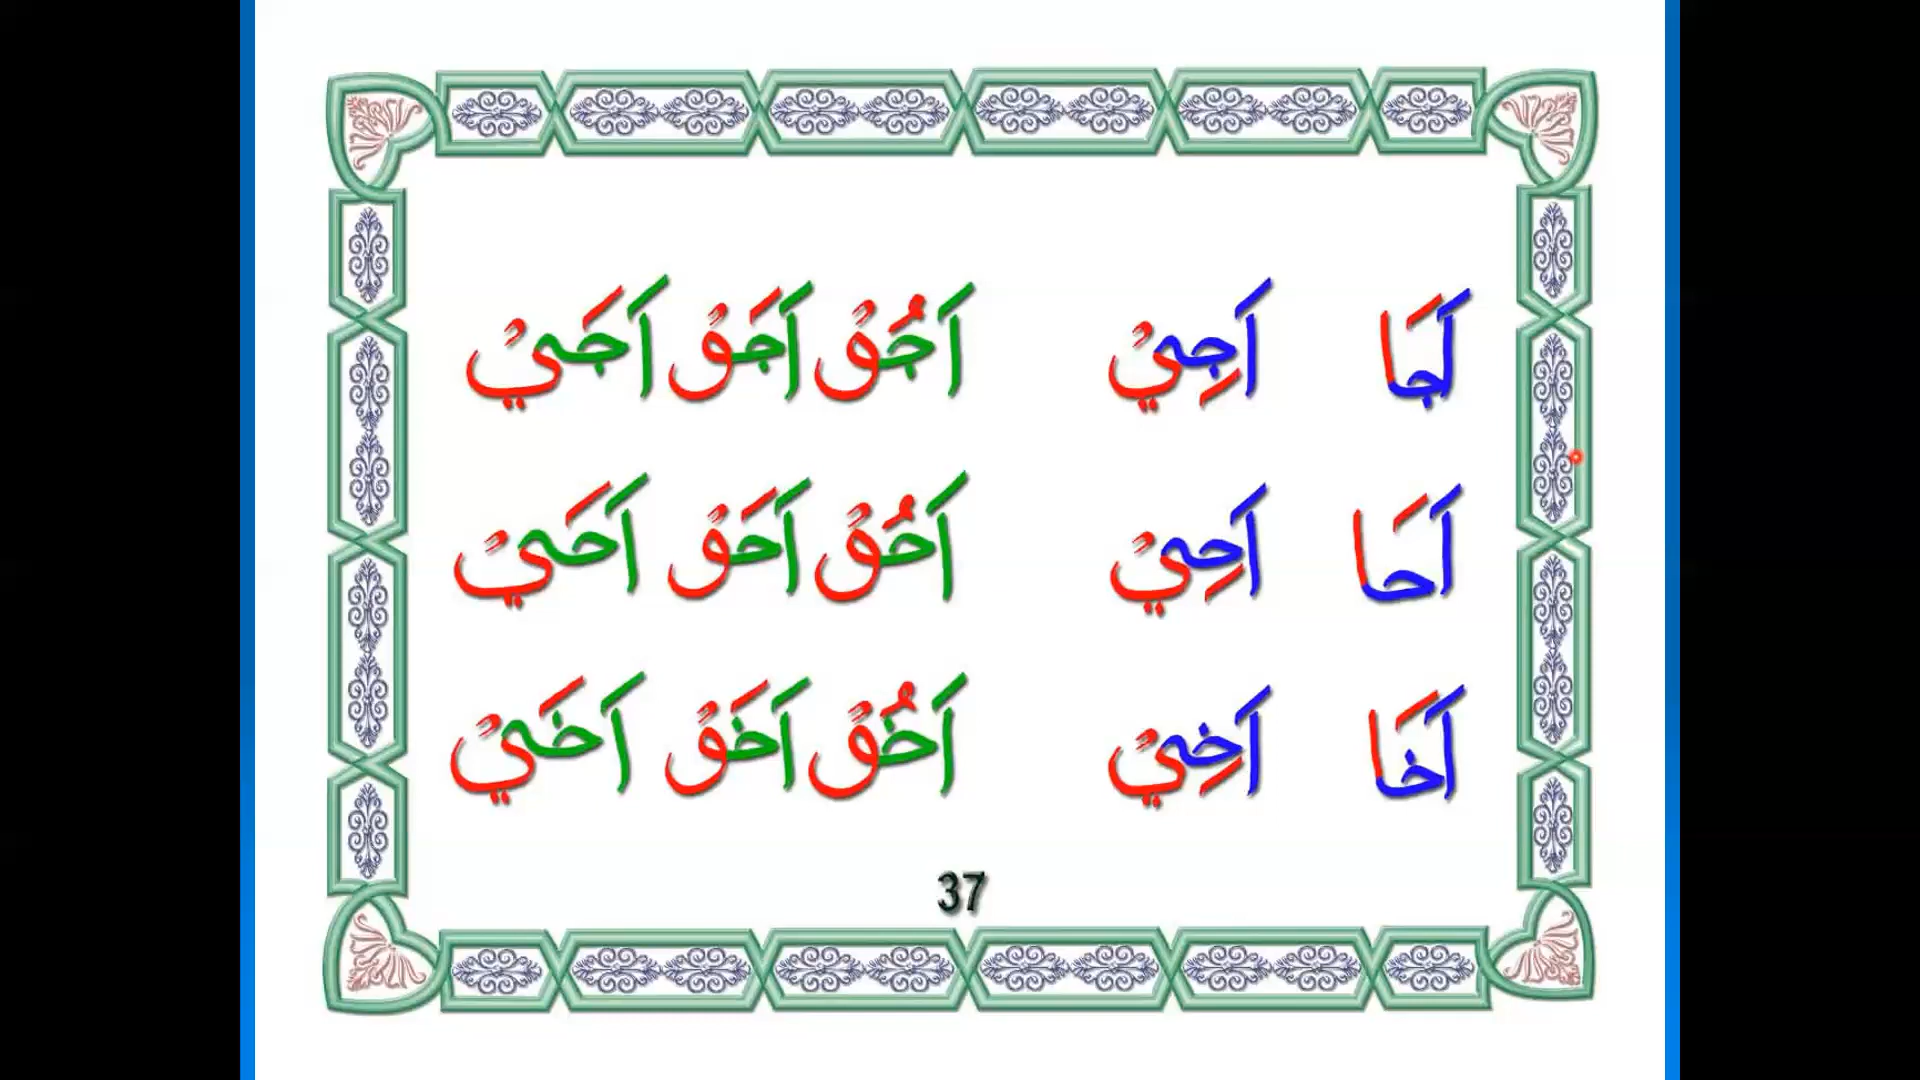 اَجَا اَجِيْ اَجُوْ اَجَوْ اَجَيْ
اَحَا اَحِيْ اَحُوْ اَحَوْ اَحَيْ
اَخَا اَخِيْ اَخُوْ اَخَوْ اَخَيْ
37